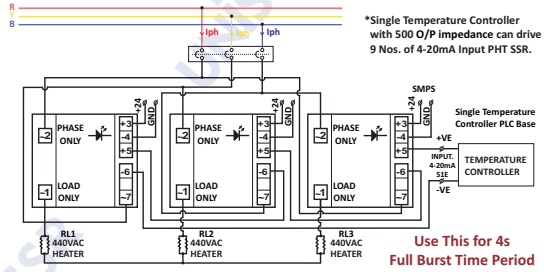 R
Y
B
Iph
Iph
Iph
*Single Temperature Controller
with 500 O/P impedance can drive
9 Nos. of 4-20mA Input PHT SSR.
+24
GND
+24
GND
SMPS
+24
GND
~2
PHASE
ONLY
+3
-4
+5
-6
~7
~1
LOAD
ONLY
~2
PHASE
ONLY
+3
-4
+5
-6
~7
~1
LOAD
ONLY
~2
PHASE
ONLY
+3
-4
+5
-6
~7
~1
LOAD
ONLY
Single Temperature
Controller PLC Base
+VE
INPUT.
4-20mA
S1E
-VE
TEMPERATURE
CONTROLLER
RL1
440VAC
HEATER
RL2
440VAC
HEATER
RL3
440VAC
HEATER
Use This for 4s
Full Burst Time Period